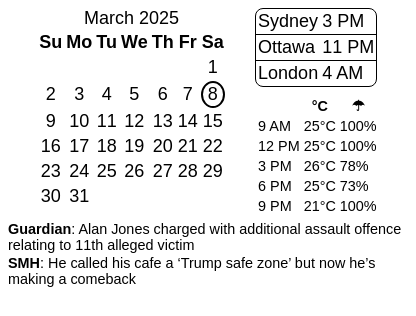 March 2025
Su Mo Tu We Th Fr Sa
1
2 3 4 5 6 7 8
9 10 11 12 13 14 15
16 17 18 19 20 21 22
23 24 25 26 27 28 29
30 31
Sydney 3 PM
Ottawa 11 PM
London 4 AM
°C ☂
9 AM 25°C 100%
12 PM 25°C 100%
3 PM 26°C 78%
6 PM 25°C 73%
9 PM 21°C 100%
Guardian: Alan Jones charged with additional assault offence
relating to 11th alleged victim
SMH: He called his cafe a ‘Trump safe zone’ but now he’s
making a comeback